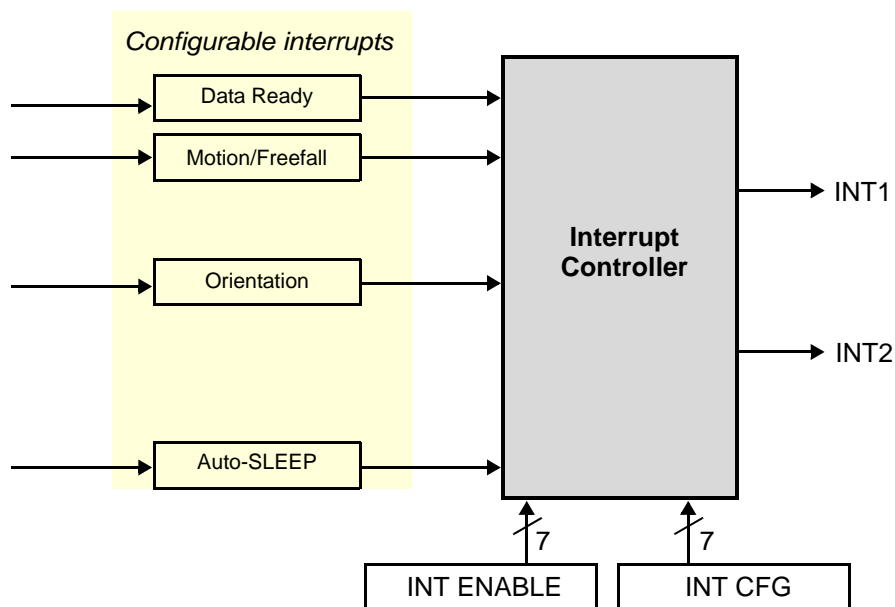 Configurable interrupts
Data Ready
Motion/Freefall
Orientation
Auto-SLEEP
Interrupt
Controller
INT1
INT2
7
7
INT ENABLE
INT CFG